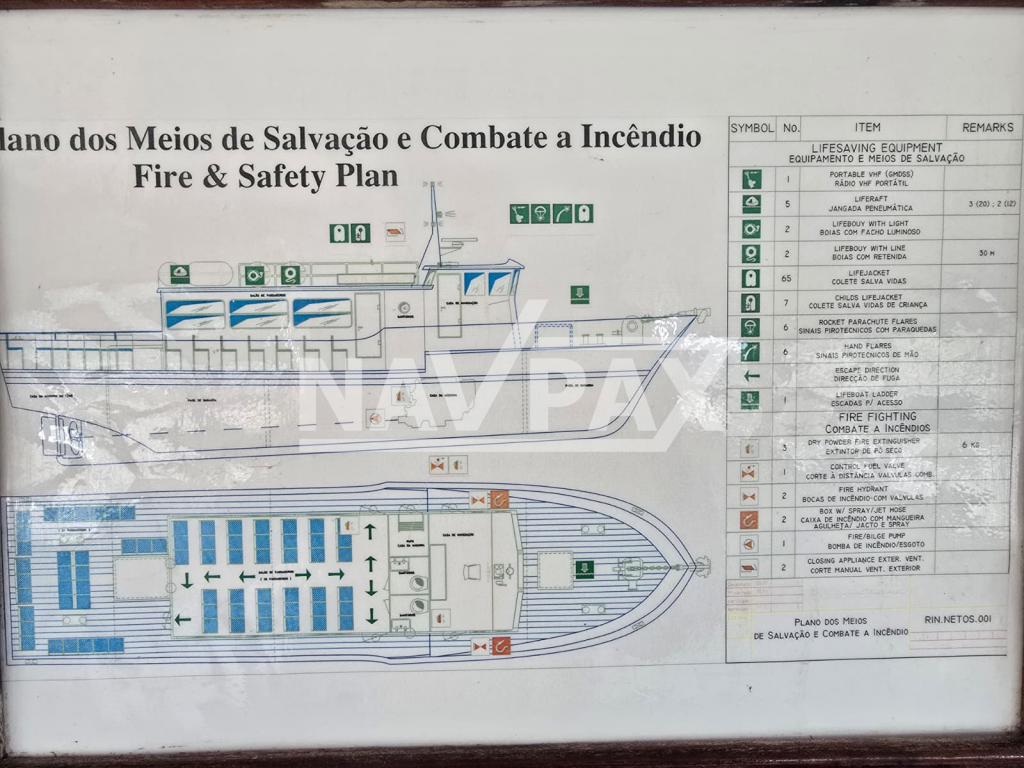 lano dos Meios de Salvação e Combate a Incêndio
Fire & Safety Plan
NAVPAX
SALÃO DE PASSAGEIROS
CASA DE NAVEGAÇÃO
SYMBOL No. ITEM REMARKS
LIFESAVING EQUIPMENT
EQUIPAMENTO E MEIOS DE SALVAÇÃO
1 PORTABLE VHF (GMDSS)
RÁDIO VHF PORTÁTIL
5 LIFERAFT 3 (20) ; 2 (12)
JANGADA PENEUMÁTICA
2 LIFEBOUY WITH LIGHT
BOIAS COM FACHO LUMINOSO
2 LIFEBOUY WITH LINE 30 M
BOIAS COM RETENIDA
65 LIFEJACKET
COLETE SALVA VIDAS
7 CHILDS LIFEJACKET
COLETE SALVA VIDAS DE CRIANÇA
6 ROCKET PARACHUTE FLARES
SINAIS PIROTECNICOS COM PARAQUEDAS
6 HAND FLARES
SINAIS PIROTECNICOS DE MÃO
ESCAPE DIRECTION
DIRECÇÃO DE FUGA
1 LIFEBOAT LADDER
ESCADAS P/ ACESSO
FIRE FIGHTING
COMBATE A INCÊNDIOS
3 DRY POWDER FIRE EXTINGUISHER 6 KG
EXTINTOR DE PÓ SECO
1 CONTROL FUEL VALVE
CORTE À DISTÂNCIA VALVULAS COMB.
2 FIRE HYDRANT
BOCAS DE INCÊNDIO COM VALVULAS
2 BOX W/ SPRAY/JET HOSE
CAIXA DE INCÊNDIO COM MANGUEIRA
AGULHETA/ JACTO E SPRAY
1 FIRE/BILGE PUMP
BOMBA DE INCÊNDIO/ESGOTO
2 CLOSING APPLIANCE EXTER. VENT.
CORTE MANUAL VENT. EXTERIOR
PLANO DOS MEIOS
DE SALVAÇÃO E COMBATE A INCÊNDIO
RIN.NETOS.001